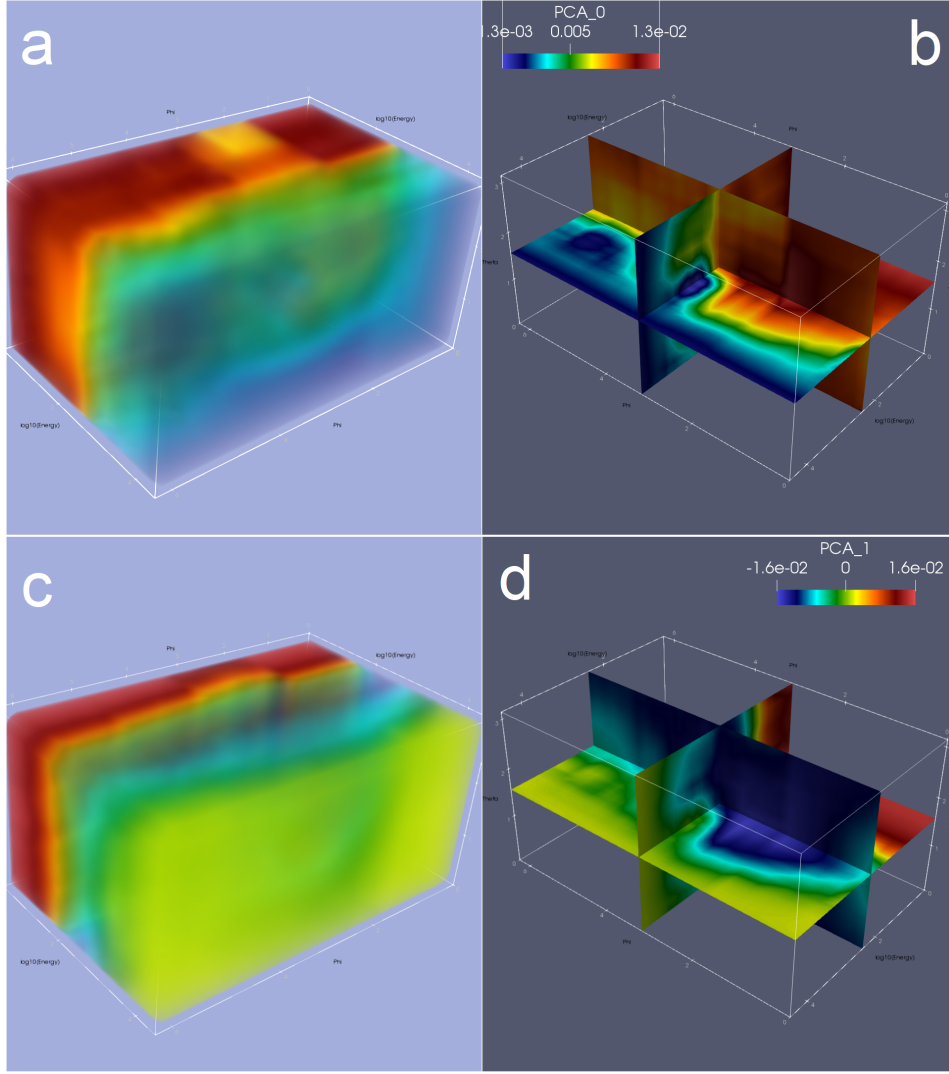 a
Phi
log10(Energy)
log10(Energy)
Phi
PCA_0
1.3e-03 0.005 1.3e-02
b
log10(Energy)
Phi
Theta
Phi
log10(Energy)
c
Phi
log10(Energy)
log10(Energy)
Phi
d
PCA_1
-1.6e-02 0 1.6e-02
log10(Energy)
Phi
Theta
Phi
log10(Energy)